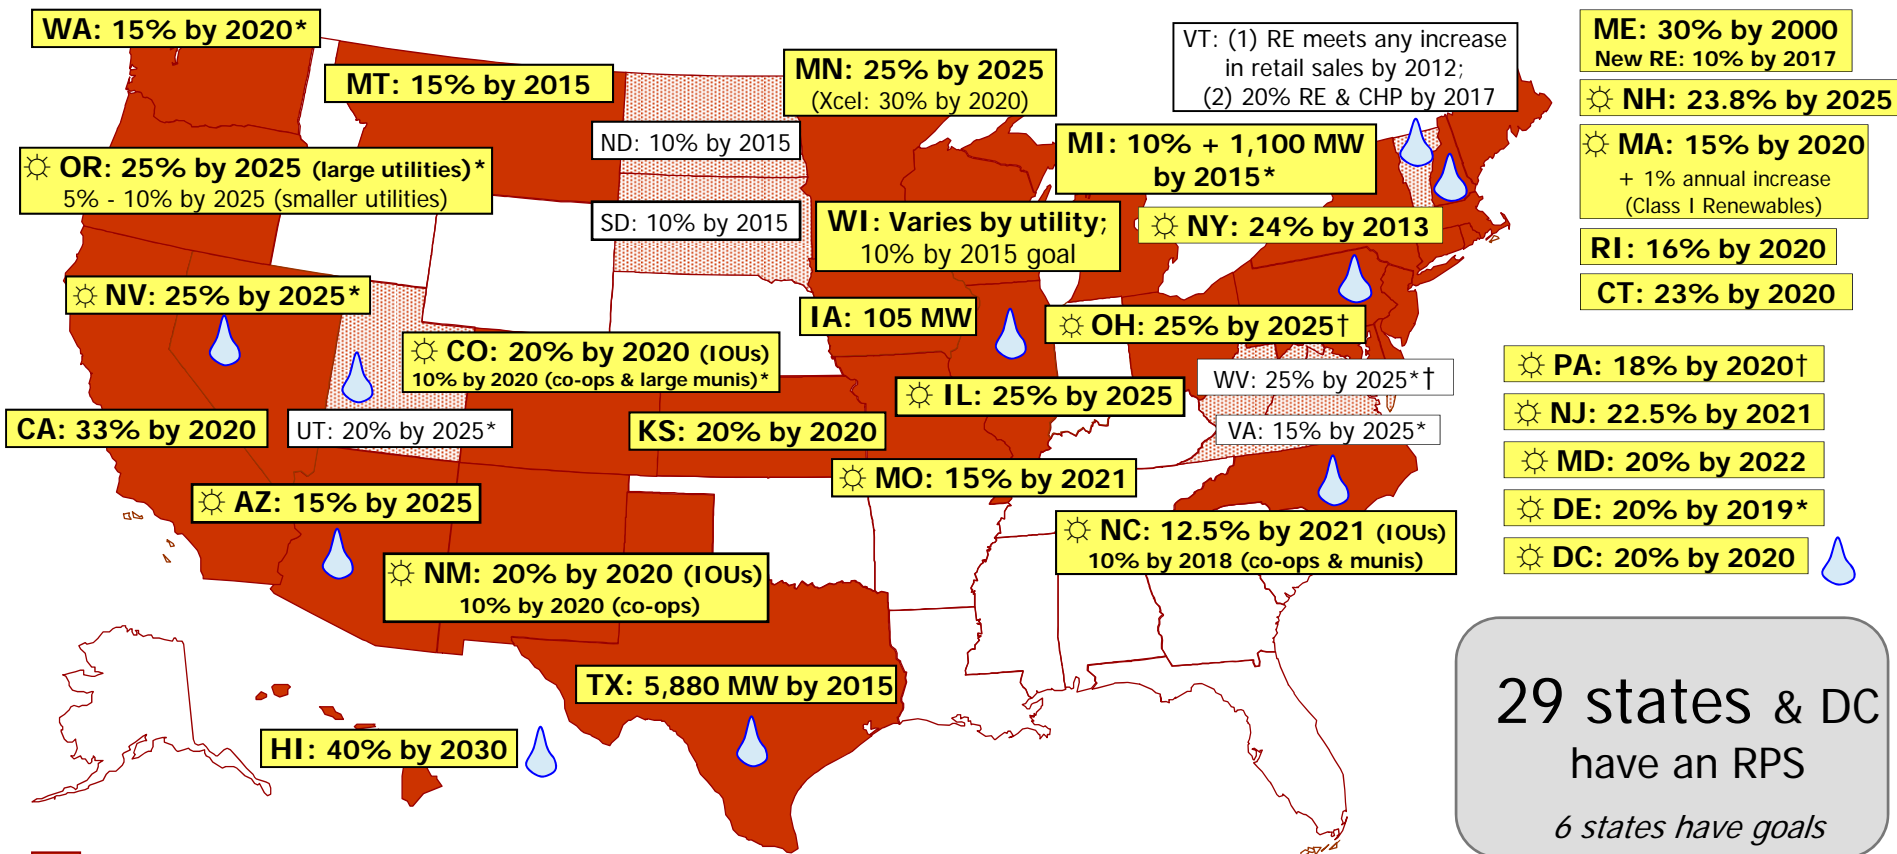 WA: 15% by 2020*
MT: 15% by 2015
MN: 25% by 2025
(Xcel: 30% by 2020)
VT: (1) RE meets any increase
in retail sales by 2012;
(2) 20% RE & CHP by 2017
ME: 30% by 2000
New RE: 10% by 2017
☼ NH: 23.8% by 2025
☼ MA: 15% by 2020
+ 1% annual increase
(Class I Renewables)
RI: 16% by 2020
CT: 23% by 2020
ND: 10% by 2015
MI: 10% + 1,100 MW
by 2015*
☼ OR: 25% by 2025 (large utilities)*
5% - 10% by 2025 (smaller utilities)
SD: 10% by 2015
WI: Varies by utility;
10% by 2015 goal
☼ NY: 24% by 2013
☼ NV: 25% by 2025*
IA: 105 MW
☼ OH: 25% by 2025†
☼ CO: 20% by 2020 (IOUs)
10% by 2020 (co-ops & large munis)*
WV: 25% by 2025*†
☼ PA: 18% by 2020†
☼ NJ: 22.5% by 2021
☼ MD: 20% by 2022
☼ DE: 20% by 2019*
☼ DC: 20% by 2020
☼ IL: 25% by 2025
CA: 33% by 2020
UT: 20% by 2025*
KS: 20% by 2020
VA: 15% by 2025*
☼ MO: 15% by 2021
☼ AZ: 15% by 2025
☼ NC: 12.5% by 2021 (IOUs)
10% by 2018 (co-ops & munis)
☼ NM: 20% by 2020 (IOUs)
10% by 2020 (co-ops)
TX: 5,880 MW by 2015
HI: 40% by 2030
29 states & DC
have an RPS
6 states have goals